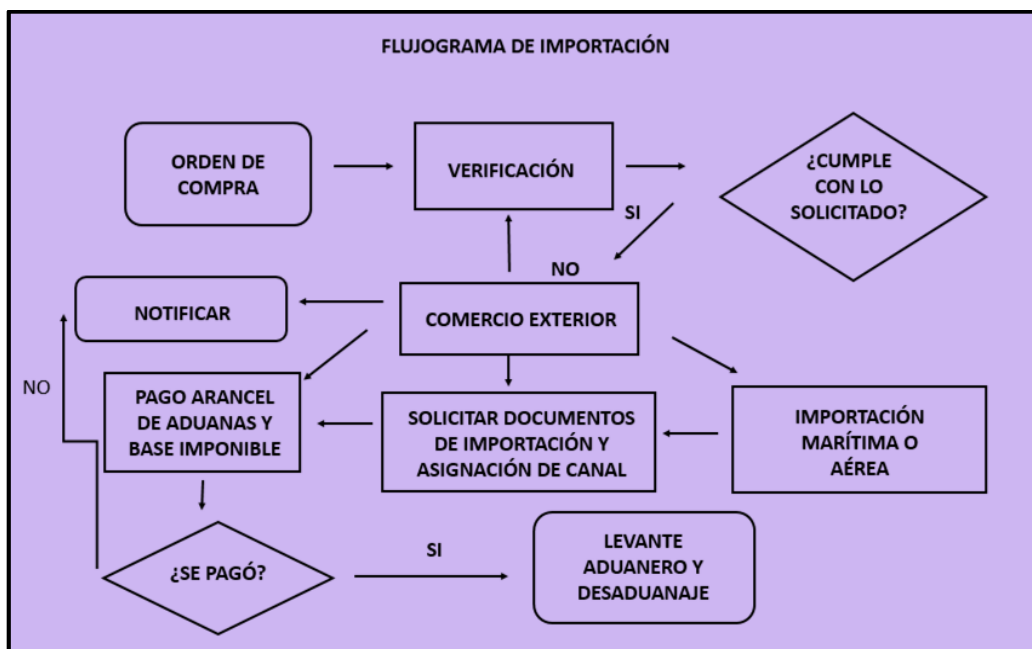 FLUJOGRAMA DE IMPORTACIÓN
ORDEN DE
COMPRA
VERIFICACIÓN
¿CUMPLE
CON LO
SOLICITADO?
SI
NO
NOTIFICAR
COMERCIO EXTERIOR
NO
PAGO ARANCEL
DE ADUANAS Y
BASE IMPONIBLE
SOLICITAR DOCUMENTOS
DE IMPORTACIÓN Y
ASIGNACIÓN DE CANAL
IMPORTACIÓN
MARÍTIMA O
AÉREA
¿SE PAGÓ?
SI
LEVANTE
ADUANERO Y
DESADUANAJE